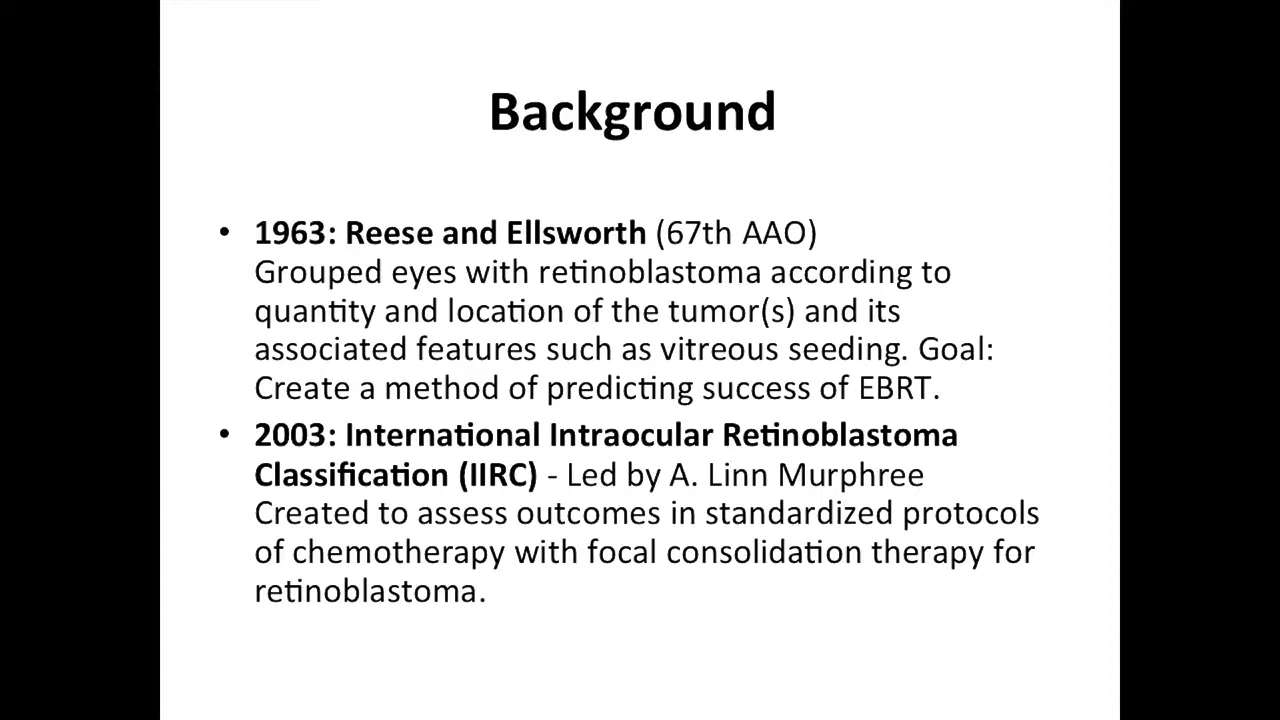 Background
• 1963: Reese and Ellsworth (67th AAO)
Grouped eyes with retinoblastoma according to
quantity and location of the tumor(s) and its
associated features such as vitreous seeding. Goal:
Create a method of predicting success of EBRT.
• 2003: International Intraocular Retinoblastoma
Classification (IIRC) - Led by A. Linn Murphree
Created to assess outcomes in standardized protocols
of chemotherapy with focal consolidation therapy for
retinoblastoma.